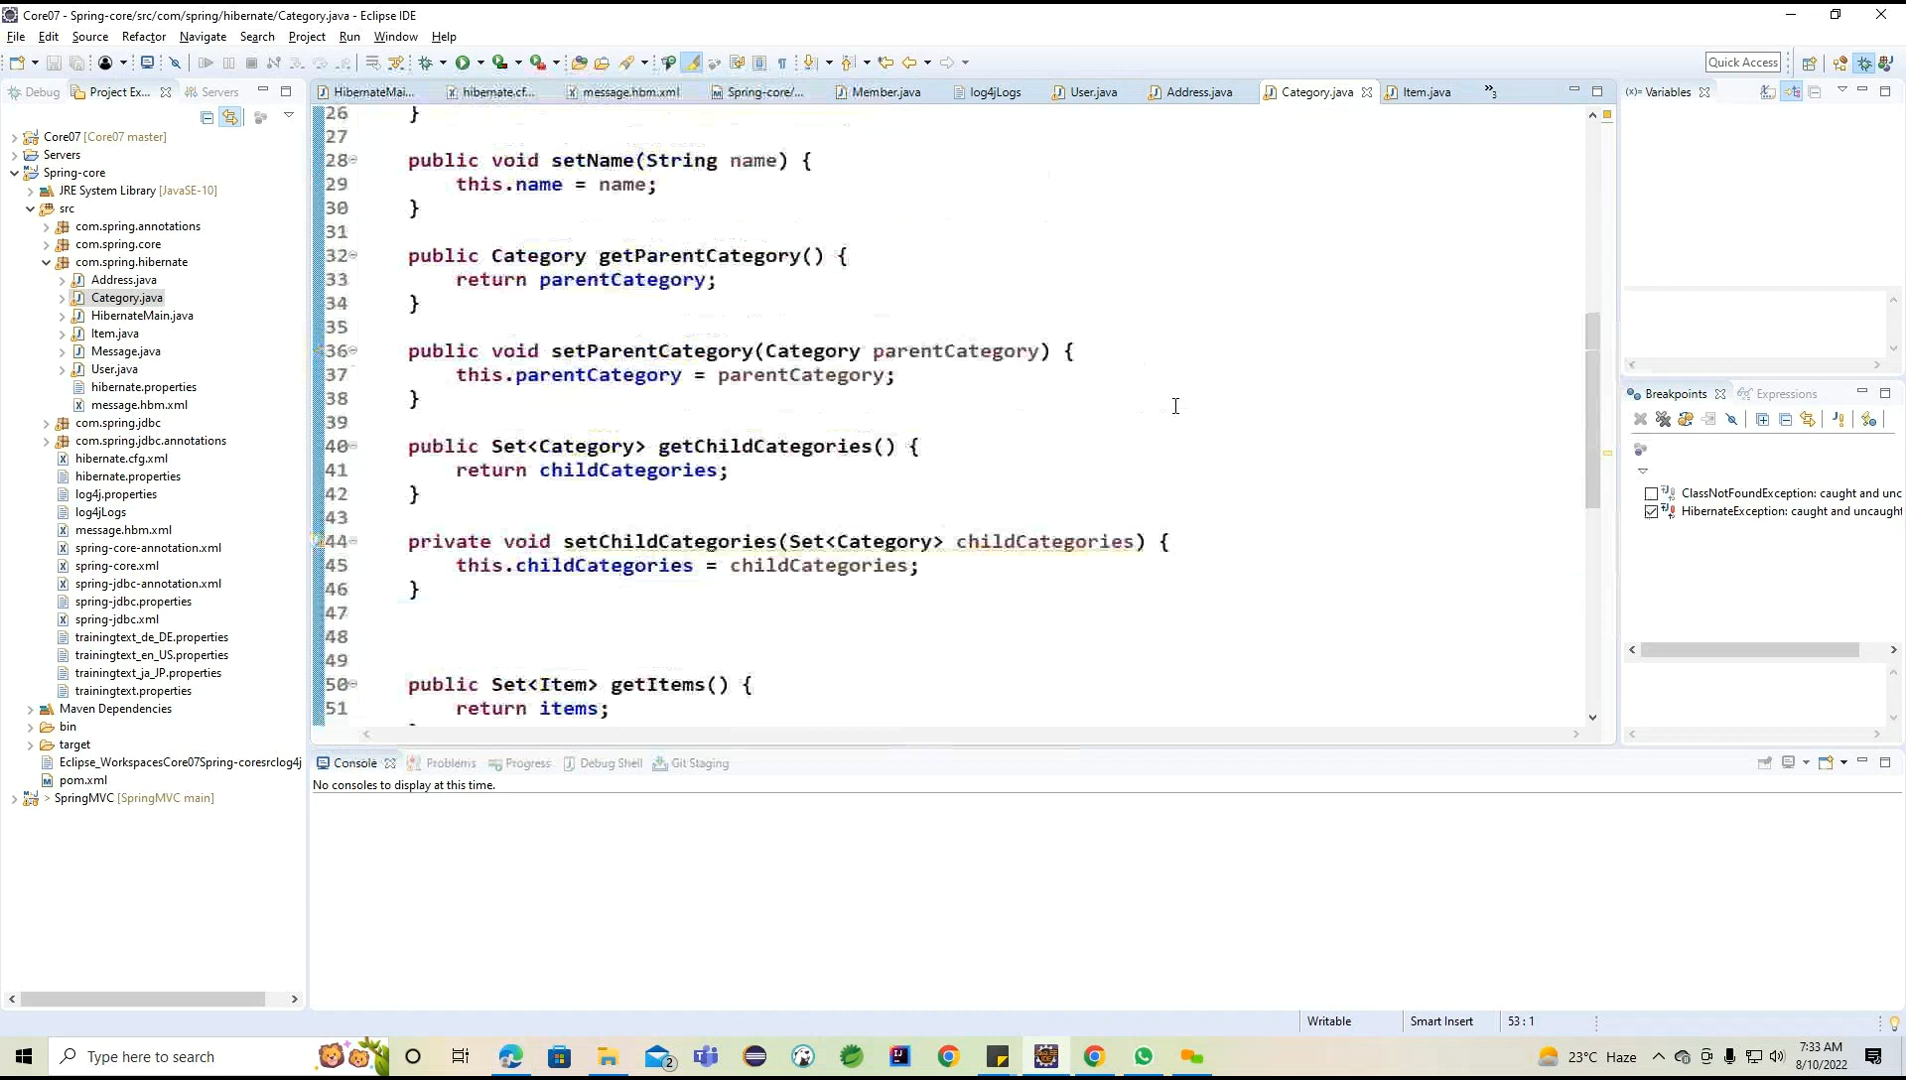 Core07 - Spring-core/src/com/spring/hibernate/Category.java - Eclipse IDE
File Edit Source Refactor Navigate Search Project Run Window Help
Quick Access
Debug Project Ex... Servers
HibernateMai... hibernate.cf... message.hbm.xml Spring-core/... Member.java log4jLogs User.java Address.java Category.java Item.java »3
(x)= Variables
Core07 [Core07 master]
Servers
Spring-core
JRE System Library [JavaSE-10]
src
com.spring.annotations
com.spring.core
com.spring.hibernate
Address.java
Category.java
HibernateMain.java
Item.java
Message.java
User.java
hibernate.properties
message.hbm.xml
com.spring.jdbc
com.spring.jdbc.annotations
hibernate.cfg.xml
hibernate.properties
log4j.properties
log4jLogs
message.hbm.xml
spring-core-annotation.xml
spring-core.xml
spring-jdbc-annotation.xml
spring-jdbc.properties
spring-jdbc.xml
trainingtext_de_DE.properties
trainingtext_en_US.properties
trainingtext_ja_JP.properties
trainingtext.properties
Maven Dependencies
bin
target
Eclipse_WorkspacesCore07Spring-coresrclog4j
pom.xml
> SpringMVC [SpringMVC main]
26 }
27
28 public void setName(String name) {
29 this.name = name;
30 }
31
32 public Category getParentCategory() {
33 return parentCategory;
34 }
35
36 public void setParentCategory(Category parentCategory) {
37 this.parentCategory = parentCategory;
38 }
39
40 public Set<Category> getChildCategories() {
41 return childCategories;
42 }
43
44 private void setChildCategories(Set<Category> childCategories) {
45 this.childCategories = childCategories;
46 }
47
48
49
50 public Set<Item> getItems() {
51 return items;
Breakpoints Expressions
ClassNotFoundException: caught and unc
HibernateException: caught and uncaught
Console Problems Progress Debug Shell Git Staging
No consoles to display at this time.
Writable Smart Insert 53 : 1
Type here to search
2
23°C Haze
7:33 AM
8/10/2022